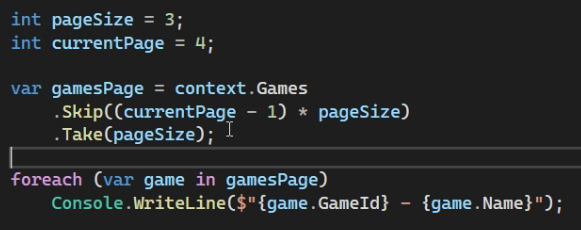 int pageSize = 3;
int currentPage = 4;
var gamesPage = context.Games
.Skip((currentPage - 1) * pageSize)
.Take(pageSize);
foreach (var game in gamesPage)
Console.WriteLine($"{game.GameId} - {game.Name}");